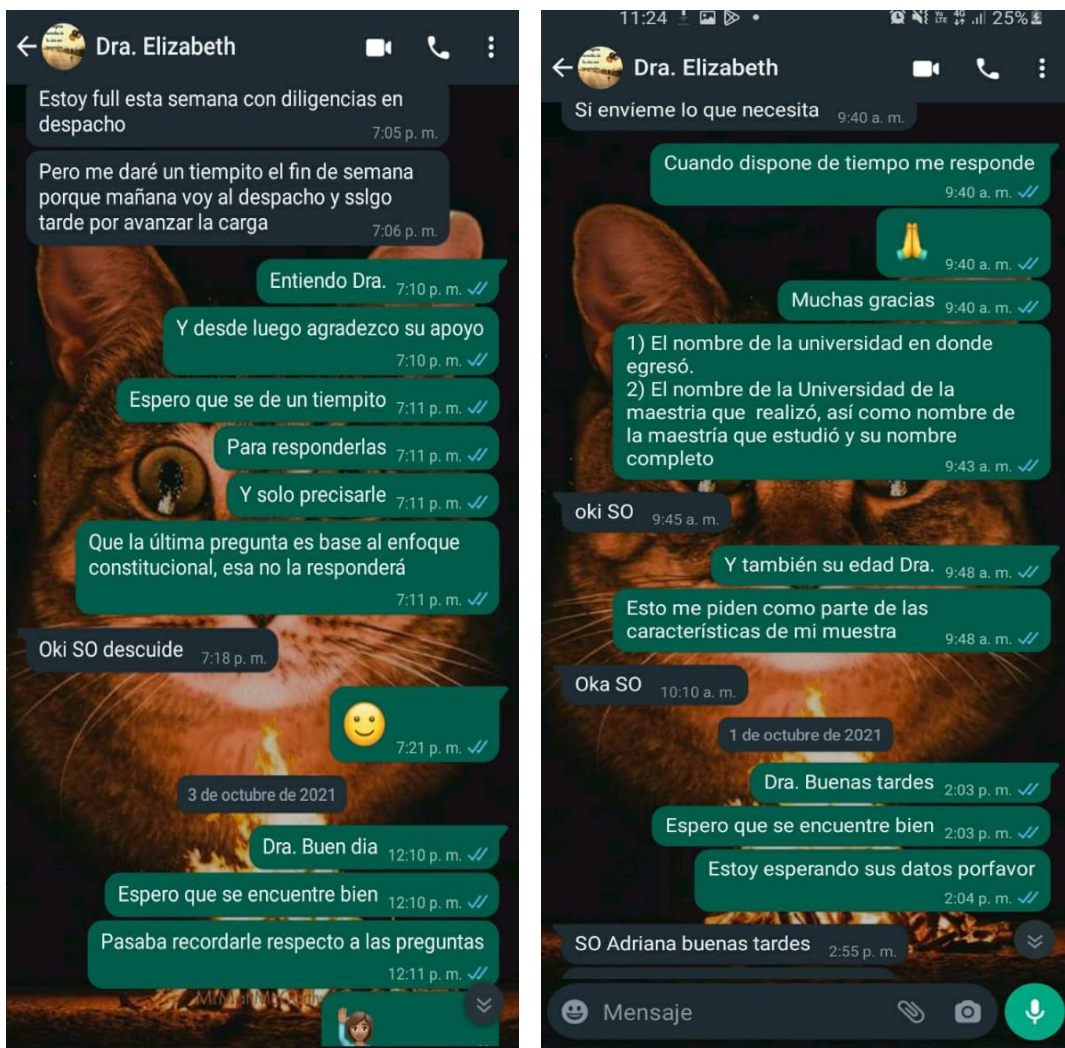 Dra. Elizabeth
Estoy full esta semana con diligencias en
despacho
7:05 p. m.
Pero me daré un tiempito el fin de semana
porque mañana voy al despacho y sslgo
tarde por avanzar la carga
7:06 p. m.
Entiendo Dra. 7:10 p. m.
Y desde luego agradezco su apoyo
7:10 p. m.
Espero que se de un tiempito 7:11 p. m.
Para responderlas 7:11 p. m.
Y solo precisarle 7:11 p. m.
Que la última pregunta es base al enfoque
constitucional, esa no la responderá
7:11 p. m.
Oki SO descuide 7:18 p. m.
7:21 p. m.
3 de octubre de 2021
Dra. Buen dia 12:10 p. m.
Espero que se encuentre bien 12:10 p. m.
Pasaba recordarle respecto a las preguntas
12:11 p. m.
11:24 25%
Dra. Elizabeth
Si envíeme lo que necesita 9:40 a. m.
Cuando dispone de tiempo me responde
9:40 a. m.
9:40 a. m.
Muchas gracias 9:40 a. m.
1) El nombre de la universidad en donde
egresó.
2) El nombre de la Universidad de la
maestria que realizó, así como nombre de
la maestría que estudió y su nombre
completo
9:43 a. m.
oki SO 9:45 a. m.
Y también su edad Dra. 9:48 a. m.
Esto me piden como parte de las
características de mi muestra 9:48 a. m.
Oka SO 10:10 a. m.
1 de octubre de 2021
Dra. Buenas tardes 2:03 p. m.
Espero que se encuentre bien 2:03 p. m.
Estoy esperando sus datos porfavor
2:04 p. m.
SO Adriana buenas tardes 2:55 p. m.
Mensaje